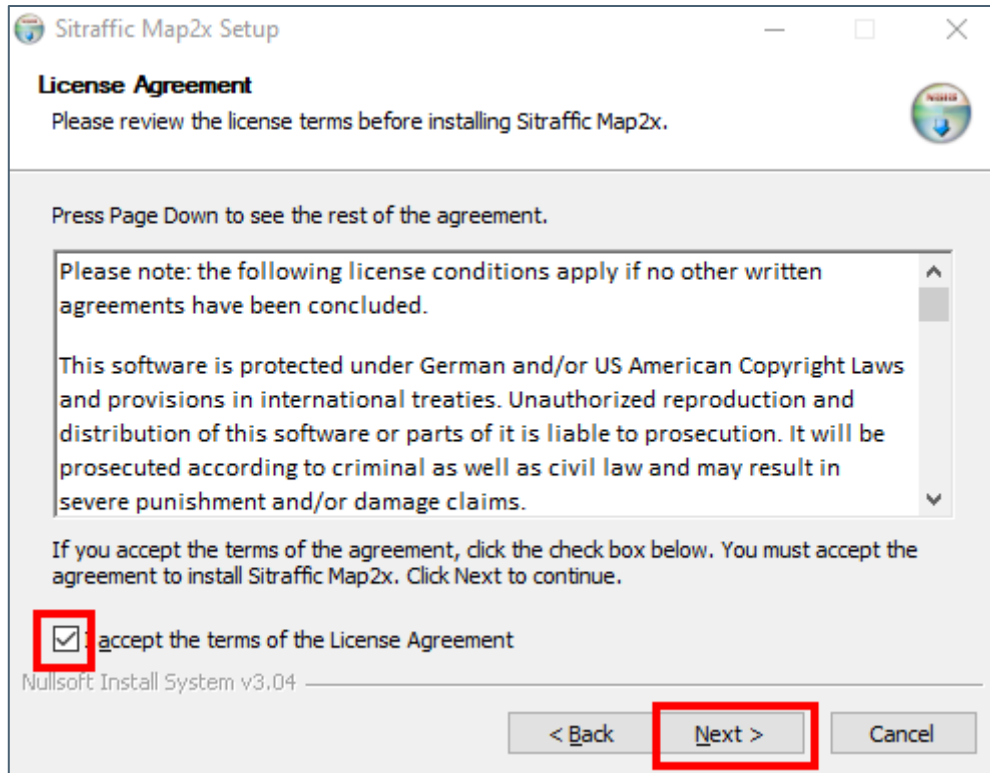 Sitraffic Map2x Setup
License Agreement
Please review the license terms before installing Sitraffic Map2x.
NSIS
Press Page Down to see the rest of the agreement.
Please note: the following license conditions apply if no other written
agreements have been concluded.
This software is protected under German and/or US American Copyright Laws
and provisions in international treaties. Unauthorized reproduction and
distribution of this software or parts of it is liable to prosecution. It will be
prosecuted according to criminal as well as civil law and may result in
severe punishment and/or damage claims.
If you accept the terms of the agreement, click the check box below. You must accept the
agreement to install Sitraffic Map2x. Click Next to continue.
I accept the terms of the License Agreement
Nullsoft Install System v3.04
< Back Next > Cancel